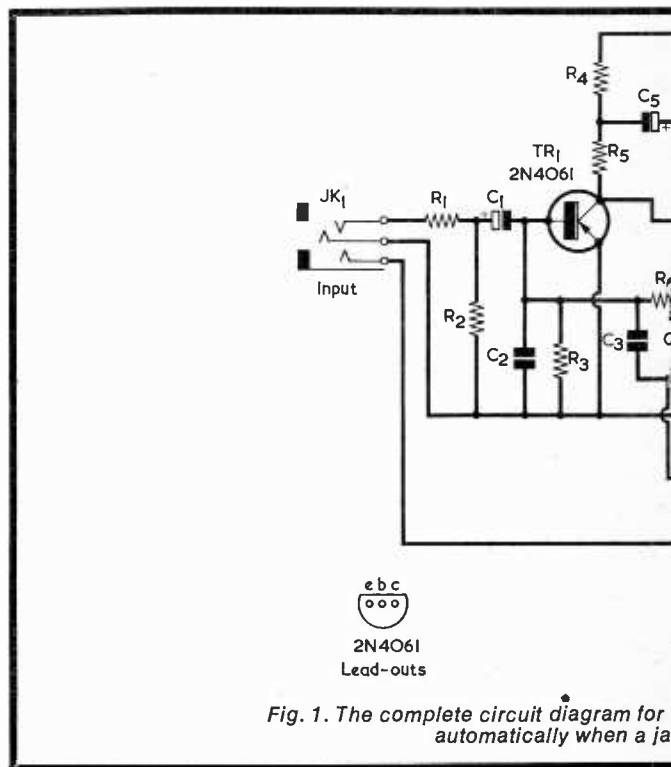 R4
C5
+
TR1
2N4061
R5
JK1
R1
C1
+
Input
R2
C2
R3
C3
e b c
2N4061
Lead-outs
Fig. 1. The complete circuit diagram for
automatically when a